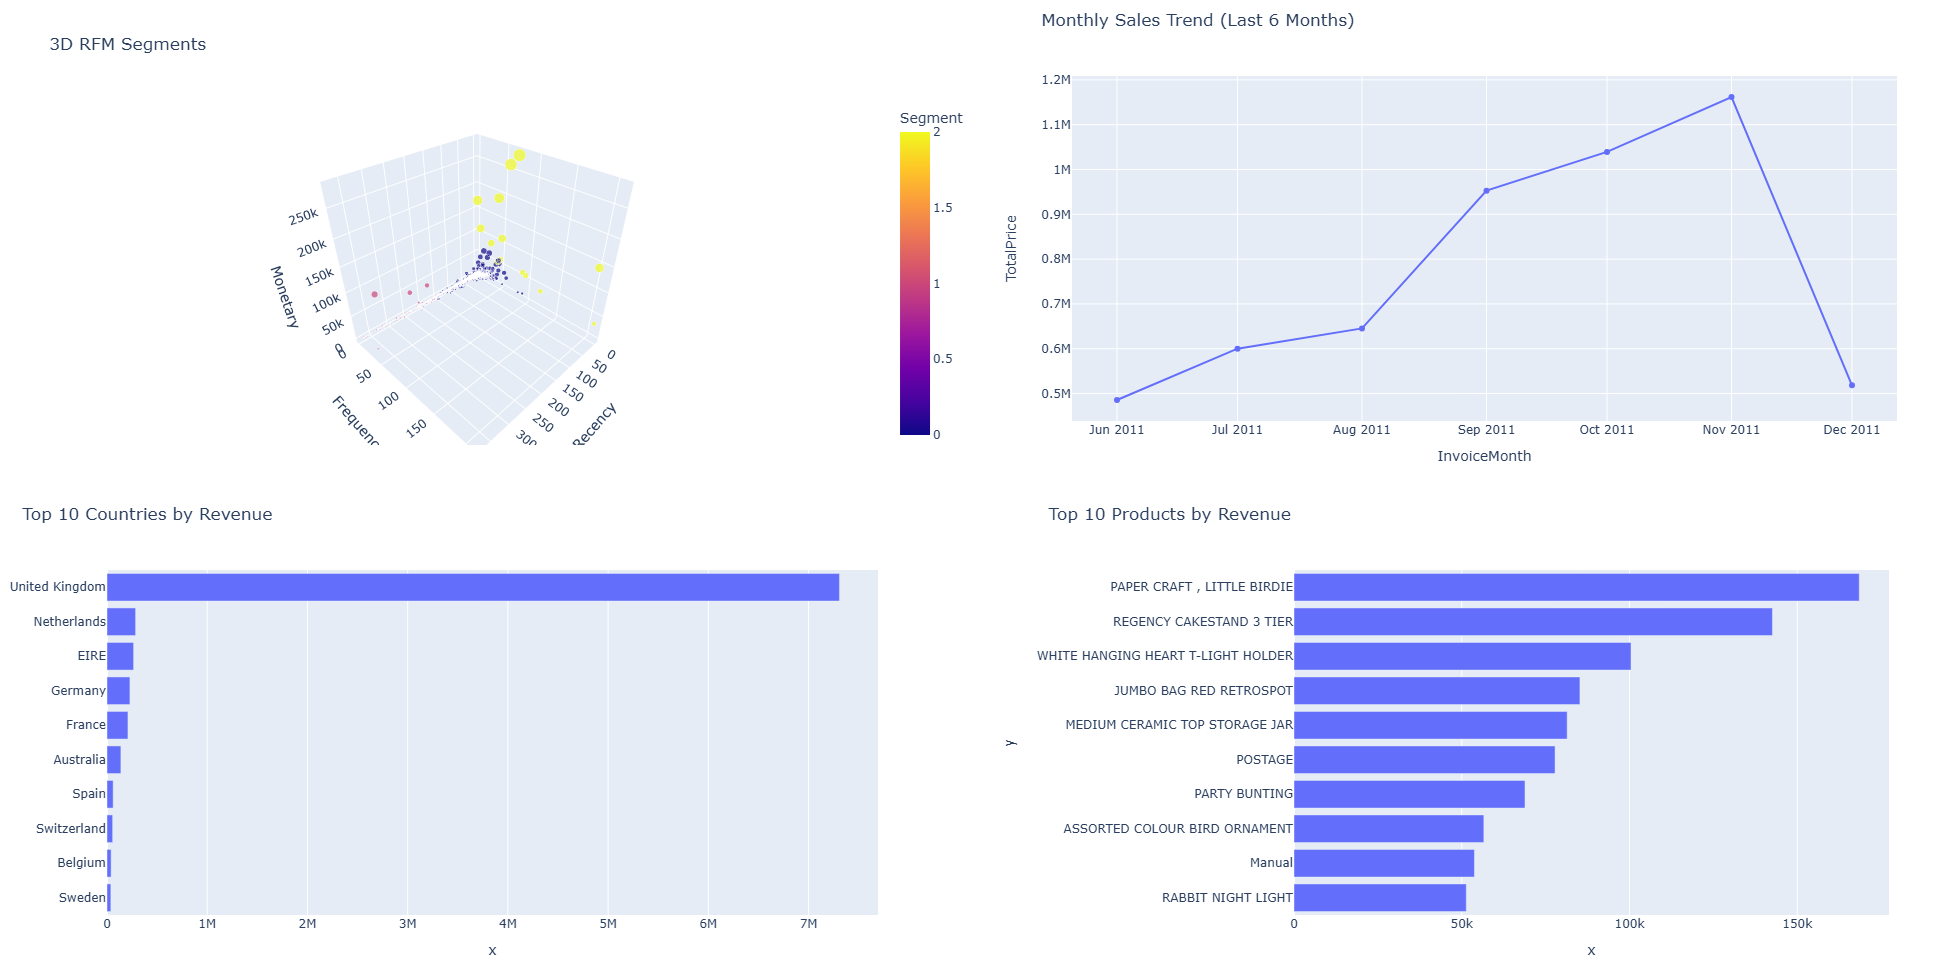 3D RFM Segments
Segment
2
1.5
1
0.5
0
250k
200k
150k
100k
50k
0
Monetary
0
50
100
150
Frequenc
0
50
100
150
200
250
300
Recency
Monthly Sales Trend (Last 6 Months)
1.2M
1.1M
1M
0.9M
0.8M
0.7M
0.6M
0.5M
TotalPrice
Jun 2011
Jul 2011
Aug 2011
Sep 2011
Oct 2011
Nov 2011
Dec 2011
InvoiceMonth
Top 10 Countries by Revenue
United Kingdom
Netherlands
EIRE
Germany
France
Australia
Spain
Switzerland
Belgium
Sweden
0
1M
2M
3M
4M
5M
6M
7M
x
Top 10 Products by Revenue
y
PAPER CRAFT , LITTLE BIRDIE
REGENCY CAKESTAND 3 TIER
WHITE HANGING HEART T-LIGHT HOLDER
JUMBO BAG RED RETROSPOT
MEDIUM CERAMIC TOP STORAGE JAR
POSTAGE
PARTY BUNTING
ASSORTED COLOUR BIRD ORNAMENT
Manual
RABBIT NIGHT LIGHT
0
50k
100k
150k
x